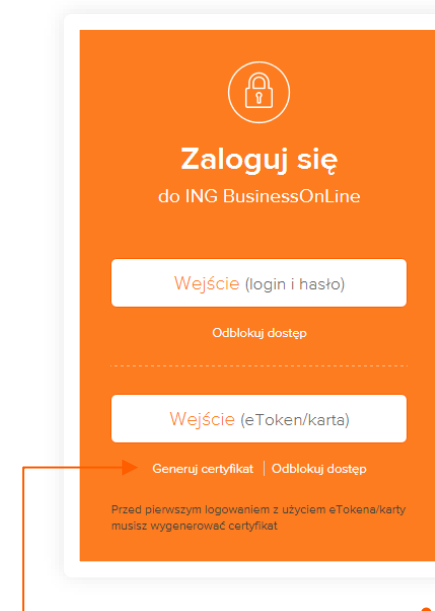 Zaloguj się
do ING BusinessOnLine
Wejście (login i hasło)
Odblokuj dostęp
Wejście (eToken/karta)
Generuj certyfikat | Odblokuj dostęp
Przed pierwszym logowaniem z użyciem eTokena/karty
musisz wygenerować certyfikat